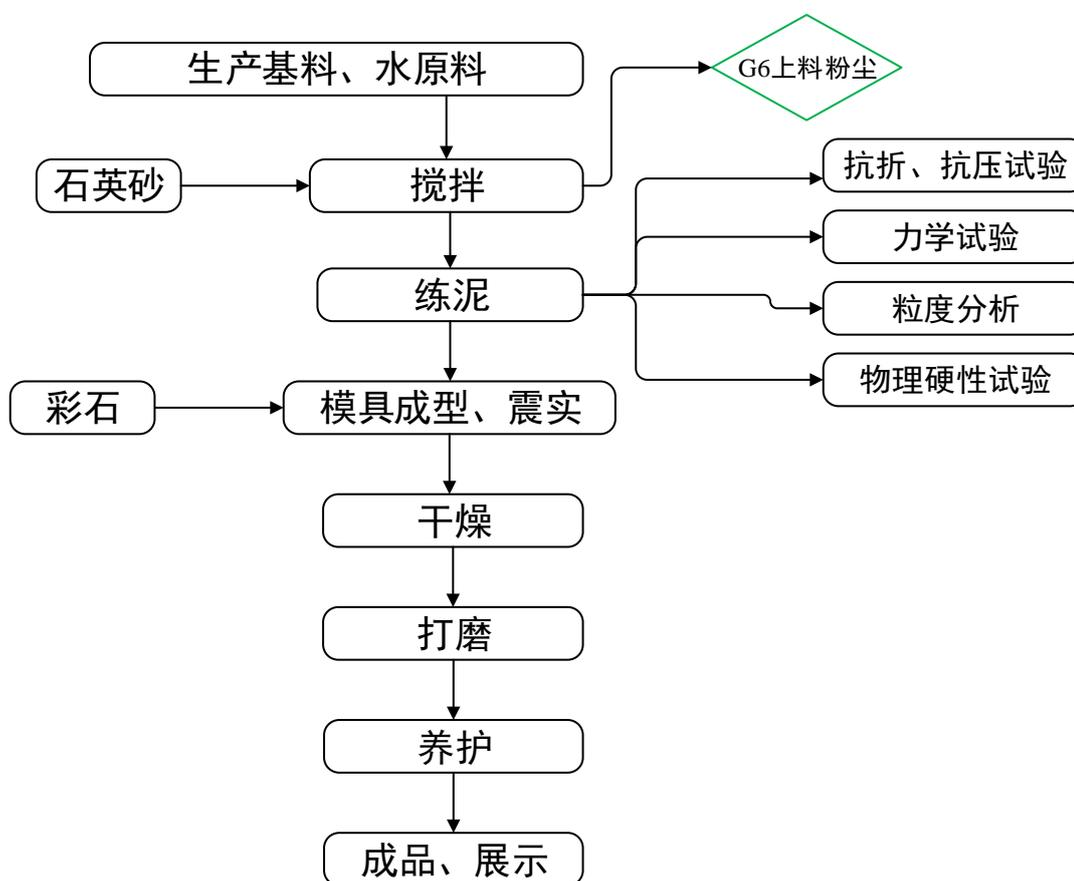 生产基料、水原料
G6上料粉尘
石英砂
搅拌
抗折、抗压试验
力学试验
练泥
粒度分析
物理硬性试验
彩石
模具成型、震实
干燥
打磨
养护
成品、展示